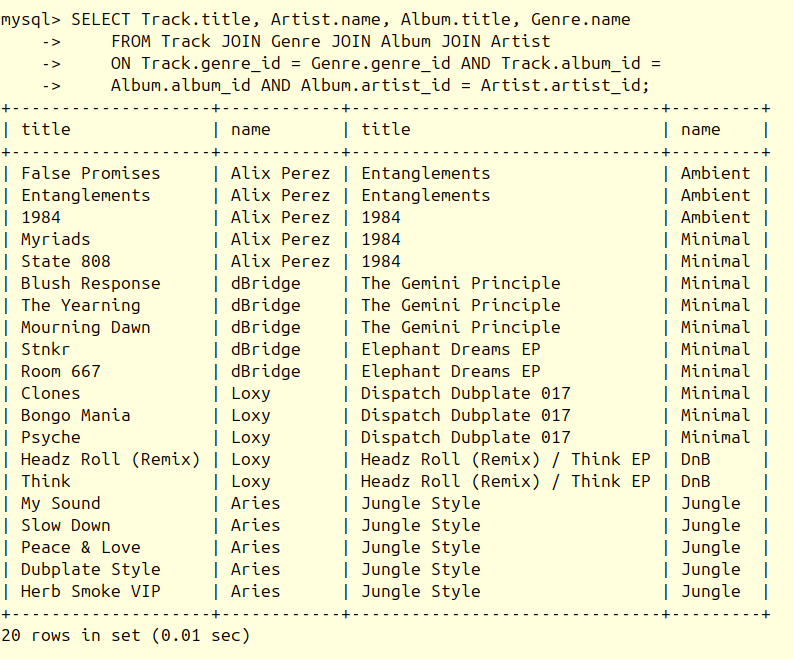 mysql> SELECT Track.title, Artist.name, Album.title, Genre.name
    ->     FROM Track JOIN Genre JOIN Album JOIN Artist
    ->     ON Track.genre_id = Genre.genre_id AND Track.album_id =
    ->     Album.album_id AND Album.artist_id = Artist.artist_id;
+--------------------+------------+-------------------------------+---------+
| title              | name       | title                         | name    |
+--------------------+------------+-------------------------------+---------+
| False Promises     | Alix Perez | Entanglements                 | Ambient |
| Entanglements      | Alix Perez | Entanglements                 | Ambient |
| 1984               | Alix Perez | 1984                          | Ambient |
| Myriads            | Alix Perez | 1984                          | Minimal |
| State 808          | Alix Perez | 1984                          | Minimal |
| Blush Response     | dBridge    | The Gemini Principle          | Minimal |
| The Yearning       | dBridge    | The Gemini Principle          | Minimal |
| Mourning Dawn      | dBridge    | The Gemini Principle          | Minimal |
| Stnkr              | dBridge    | Elephant Dreams EP            | Minimal |
| Room 667           | dBridge    | Elephant Dreams EP            | Minimal |
| Clones             | Loxy       | Dispatch Dubplate 017         | Minimal |
| Bongo Mania        | Loxy       | Dispatch Dubplate 017         | Minimal |
| Psyche             | Loxy       | Dispatch Dubplate 017         | Minimal |
| Headz Roll (Remix) | Loxy       | Headz Roll (Remix) / Think EP | DnB     |
| Think              | Loxy       | Headz Roll (Remix) / Think EP | DnB     |
| My Sound           | Aries      | Jungle Style                  | Jungle  |
| Slow Down          | Aries      | Jungle Style                  | Jungle  |
| Peace & Love       | Aries      | Jungle Style                  | Jungle  |
| Dubplate Style     | Aries      | Jungle Style                  | Jungle  |
| Herb Smoke VIP     | Aries      | Jungle Style                  | Jungle  |
+--------------------+------------+-------------------------------+---------+
20 rows in set (0.01 sec)